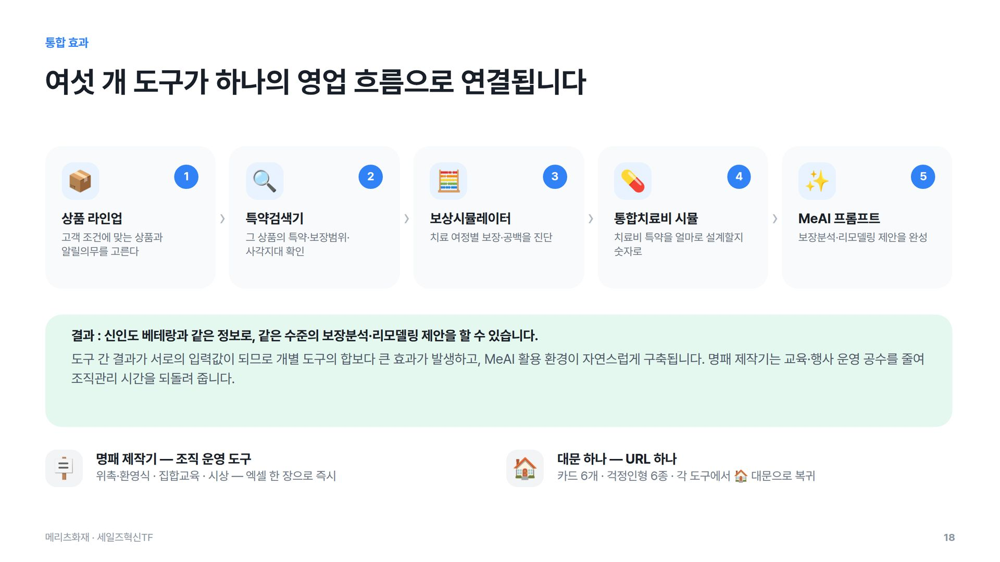 통합 효과
여섯 개 도구가 하나의 영업 흐름으로 연결됩니다
1
상품 라인업
고객 조건에 맞는 상품과
알릴의무를 고른다
›
2
특약검색기
그 상품의 특약·보장범위·
사각지대 확인
›
3
보상시뮬레이터
치료 여정별 보장·공백을 진단
›
4
통합치료비 시뮬
치료비 특약을 얼마로 설계할지
숫자로
›
5
MeAI 프롬프트
보장분석·리모델링 제안을 완성
결과 : 신인도 베테랑과 같은 정보로, 같은 수준의 보장분석·리모델링 제안을 할 수 있습니다.
도구 간 결과가 서로의 입력값이 되므로 개별 도구의 합보다 큰 효과가 발생하고, MeAI 활용 환경이 자연스럽게 구축됩니다. 명패 제작기는 교육·행사 운영 공수를 줄여
조직관리 시간을 되돌려 줍니다.
명패 제작기 — 조직 운영 도구
위촉·환영식 · 집합교육 · 시상 — 엑셀 한 장으로 즉시
대문 하나 — URL 하나
카드 6개 · 걱정인형 6종 · 각 도구에서 🏠 대문으로 복귀
메리츠화재 · 세일즈혁신TF
18